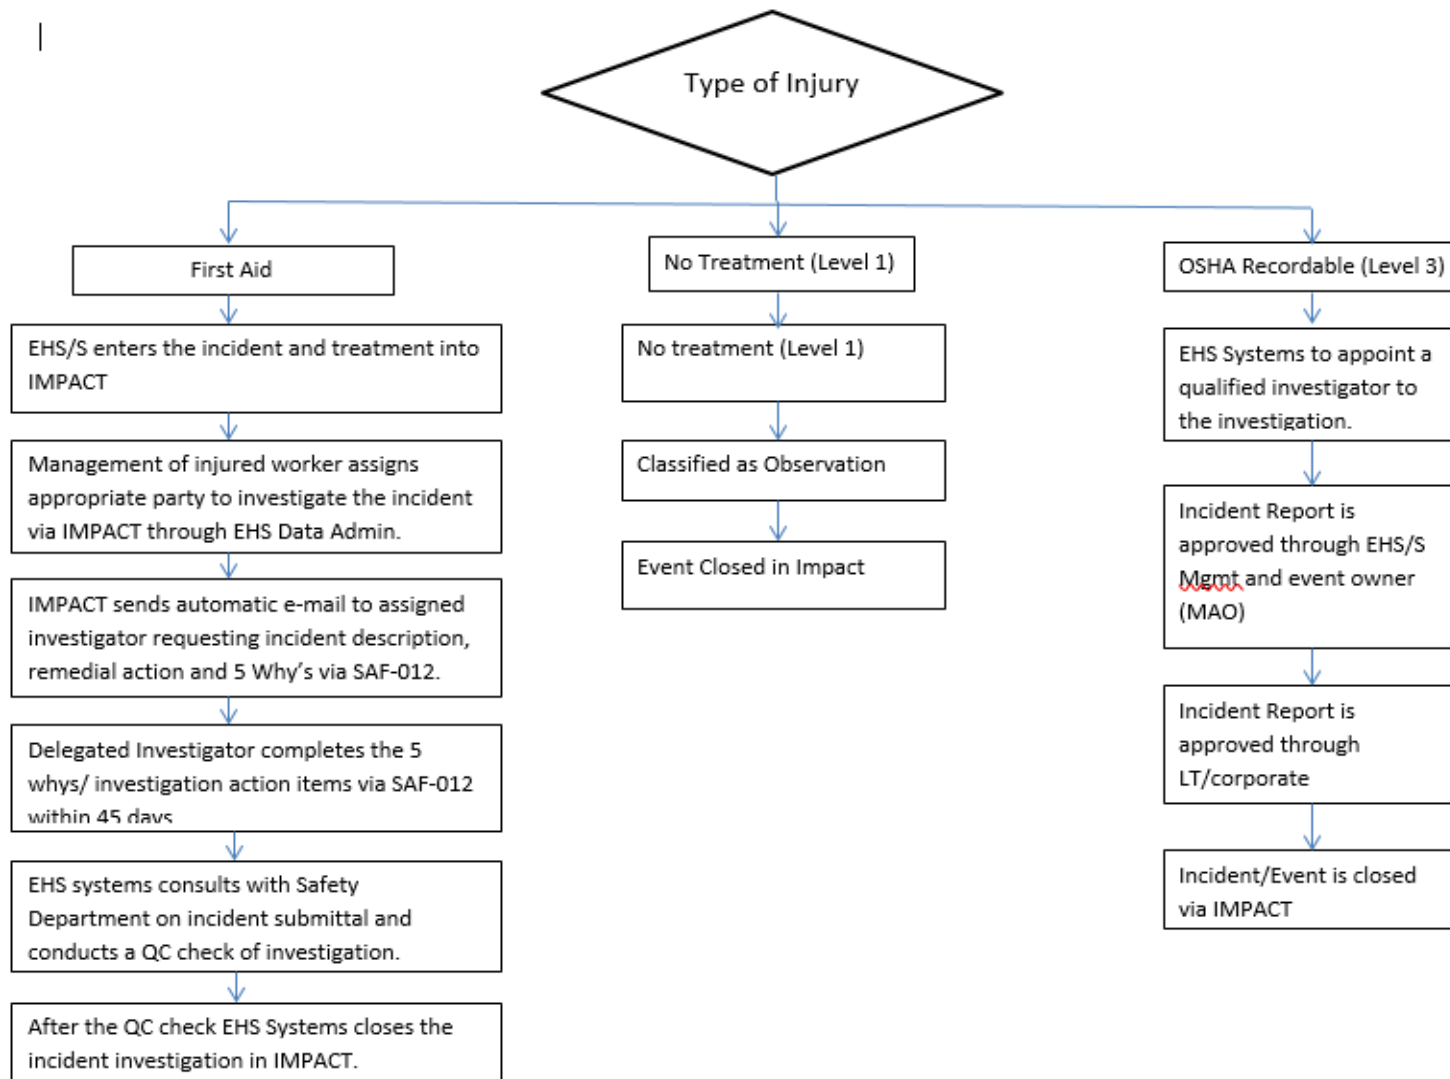 Type of Injury
First Aid
EHS/S enters the incident and treatment into
IMPACT
Management of injured worker assigns
appropriate party to investigate the incident
via IMPACT through EHS Data Admin.
IMPACT sends automatic e-mail to assigned
investigator requesting incident description,
remedial action and 5 Why's via SAF-012.
Delegated Investigator completes the 5
whys/ investigation action items via SAF-012
within 45 days
EHS systems consults with Safety
Department on incident submittal and
conducts a QC check of investigation.
After the QC check EHS Systems closes the
incident investigation in IMPACT.
No Treatment (Level 1)
No treatment (Level 1)
Classified as Observation
Event Closed in Impact
OSHA Recordable (Level 3)
EHS Systems to appoint a
qualified investigator to
the investigation.
Incident Report is
approved through EHS/S
Mgmt and event owner
(MAO)
Incident Report is
approved through
LT/corporate
Incident/Event is closed
via IMPACT